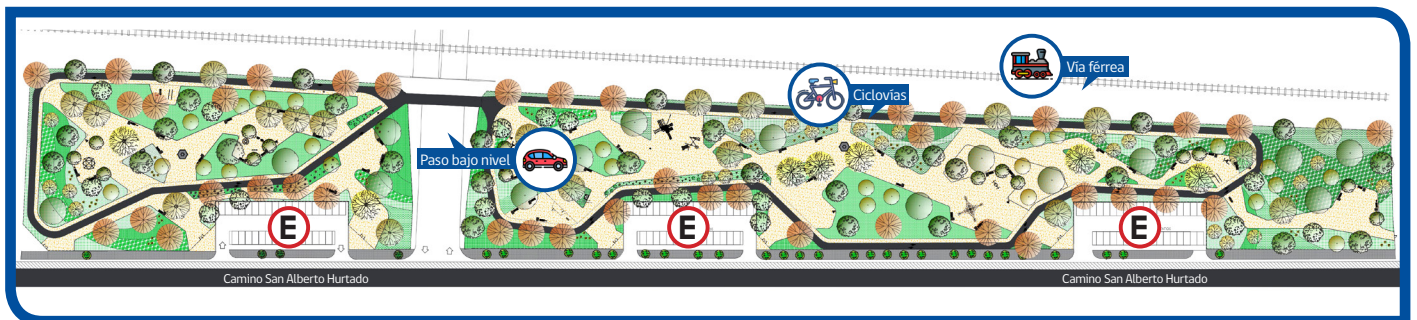 Vía férrea
Ciclovías
Paso bajo nivel
E
E
E
Camino San Alberto Hurtado
Camino San Alberto Hurtado